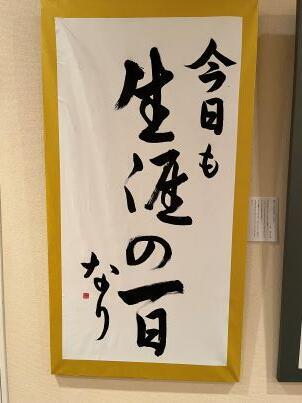 今日も
生涯の一日
なり